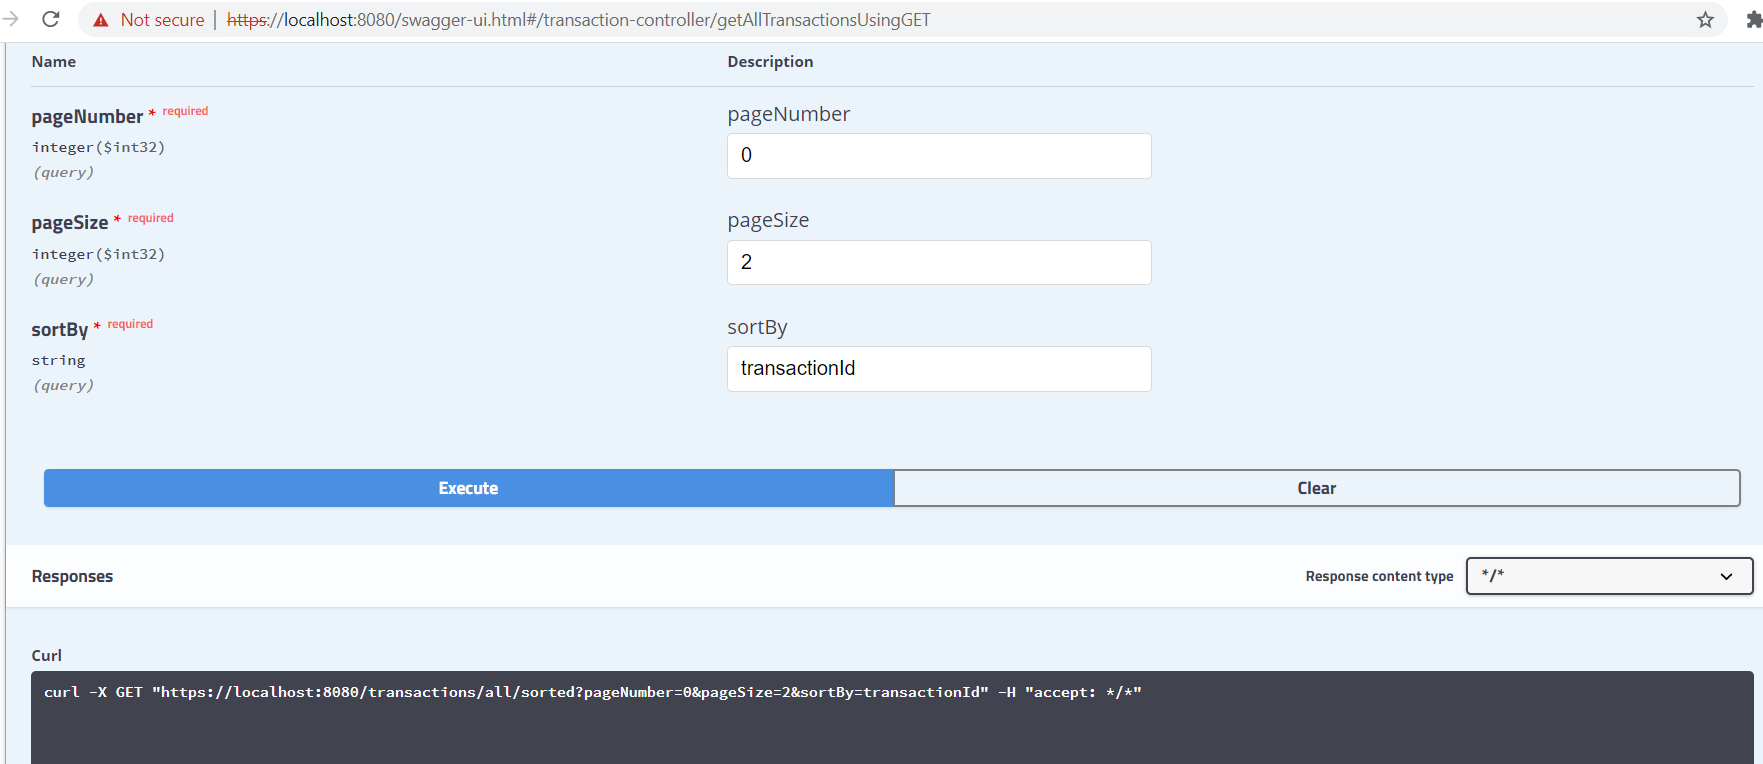 Not secure | https://localhost:8080/swagger-ui.html#/transaction-controller/getAllTransactionsUsingGET
Name Description
pageNumber * required
pageNumber
integer($int32)
(query)
0
pageSize * required
pageSize
integer($int32)
(query)
2
sortBy * required
sortBy
string
(query)
transactionId
Execute Clear
Responses Response content type */*
Curl
curl -X GET "https://localhost:8080/transactions/all/sorted?pageNumber=0&pageSize=2&sortBy=transactionId" -H "accept: */*"